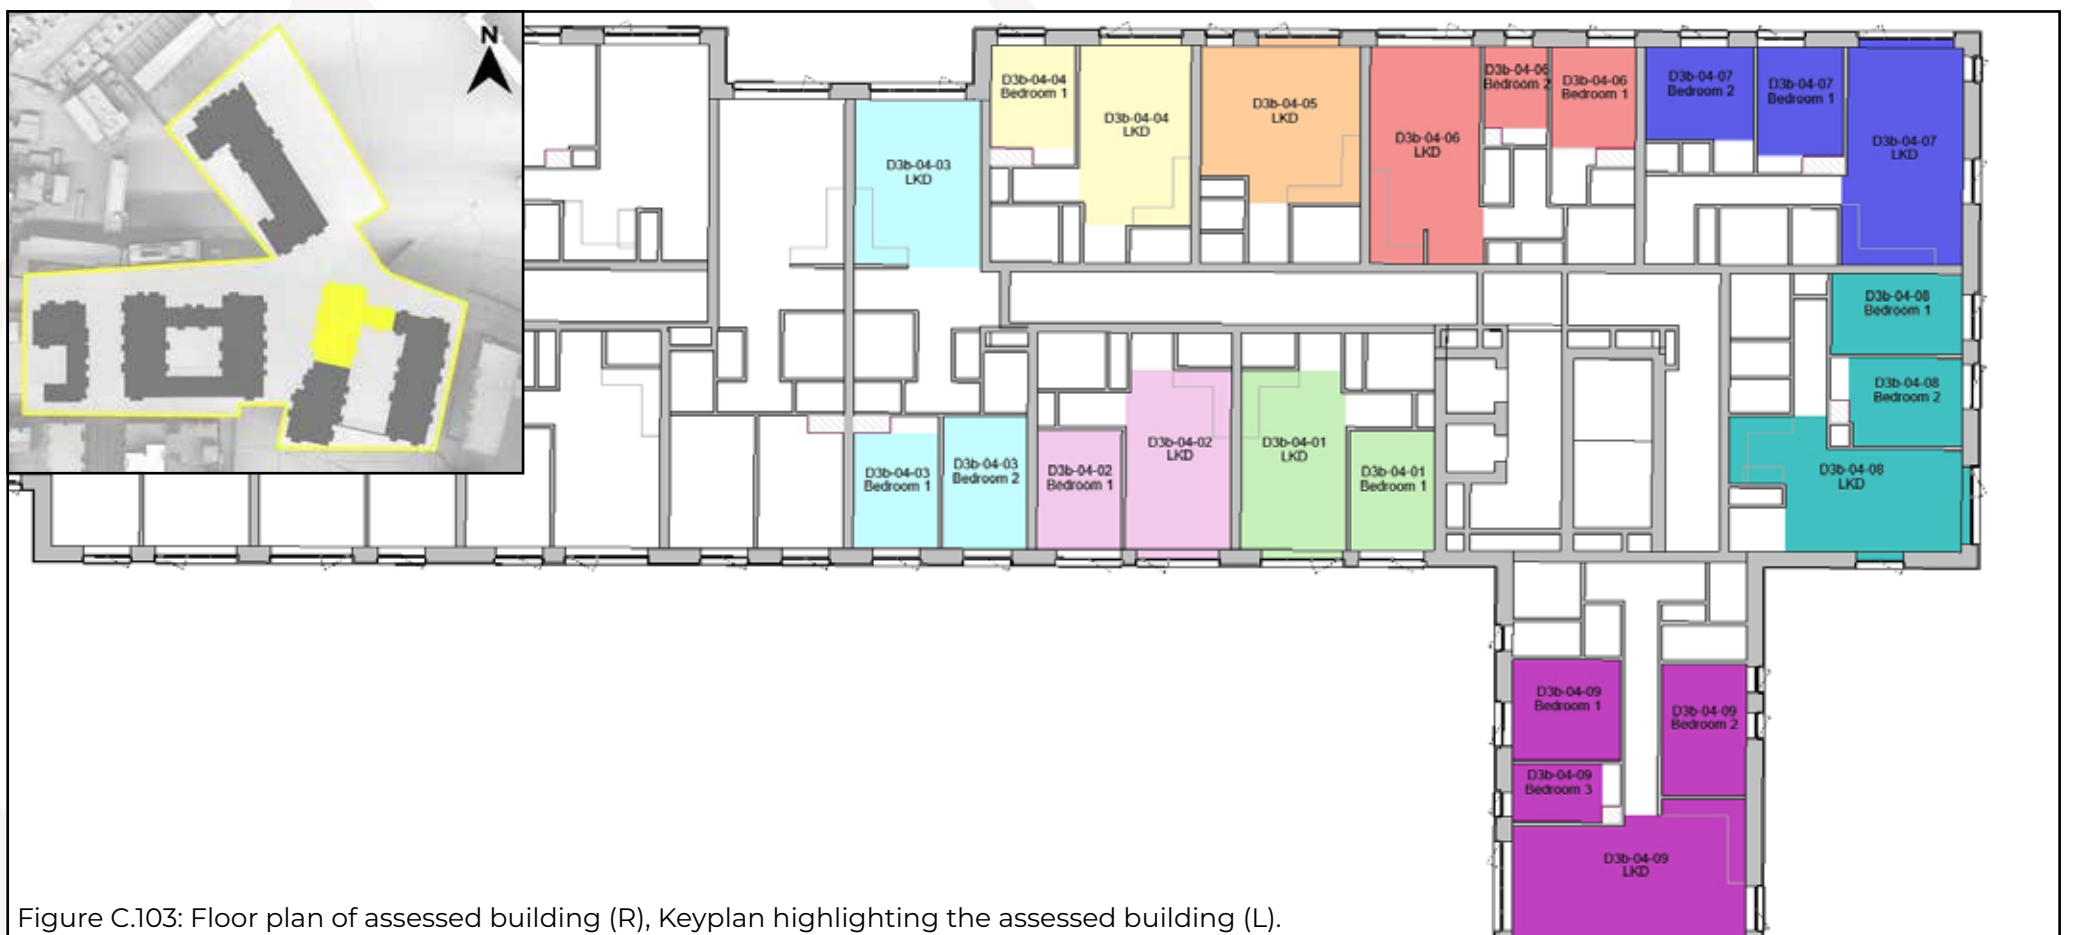 N
D3b-04-04
Bedroom 1
D3b-04-04
LKD
D3b-04-05
LKD
D3b-04-06
LKD
D3b-04-06
Bedroom 2
D3b-04-06
Bedroom 1
D3b-04-07
Bedroom 2
D3b-04-07
Bedroom 1
D3b-04-07
LKD
D3b-04-03
LKD
D3b-04-08
Bedroom 1
D3b-04-08
Bedroom 2
D3b-04-08
LKD
D3b-04-03
Bedroom 1
D3b-04-03
Bedroom 2
D3b-04-02
Bedroom 1
D3b-04-02
LKD
D3b-04-01
LKD
D3b-04-01
Bedroom 1
D3b-04-09
Bedroom 1
D3b-04-09
Bedroom 2
D3b-04-09
Bedroom 3
D3b-04-09
LKD
Figure C.103: Floor plan of assessed building (R), Keyplan highlighting the assessed building (L).